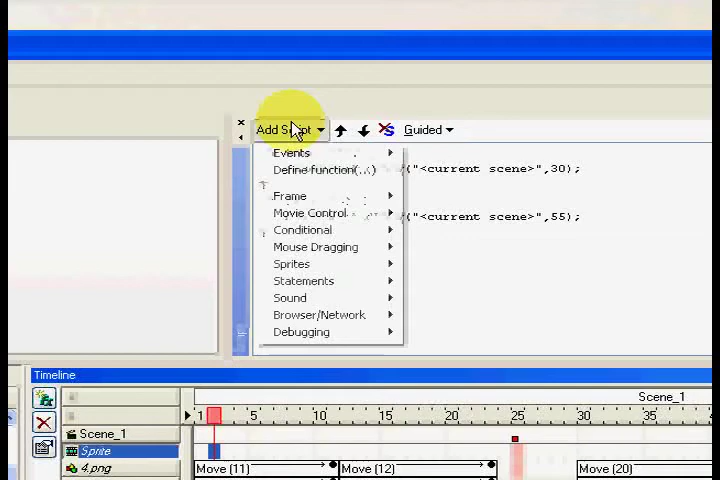 Add Script Guided
Events
Define function(...) ("<current scene>",30);
Frame
Movie Control ("<current scene>",55);
Conditional
Mouse Dragging
Sprites
Statements
Sound
Browser/Network
Debugging
Timeline
Scene_1
1 5 10 15 20 25 30 35
Scene_1
Sprite
4.png Move (11) Move (12) Move (20)